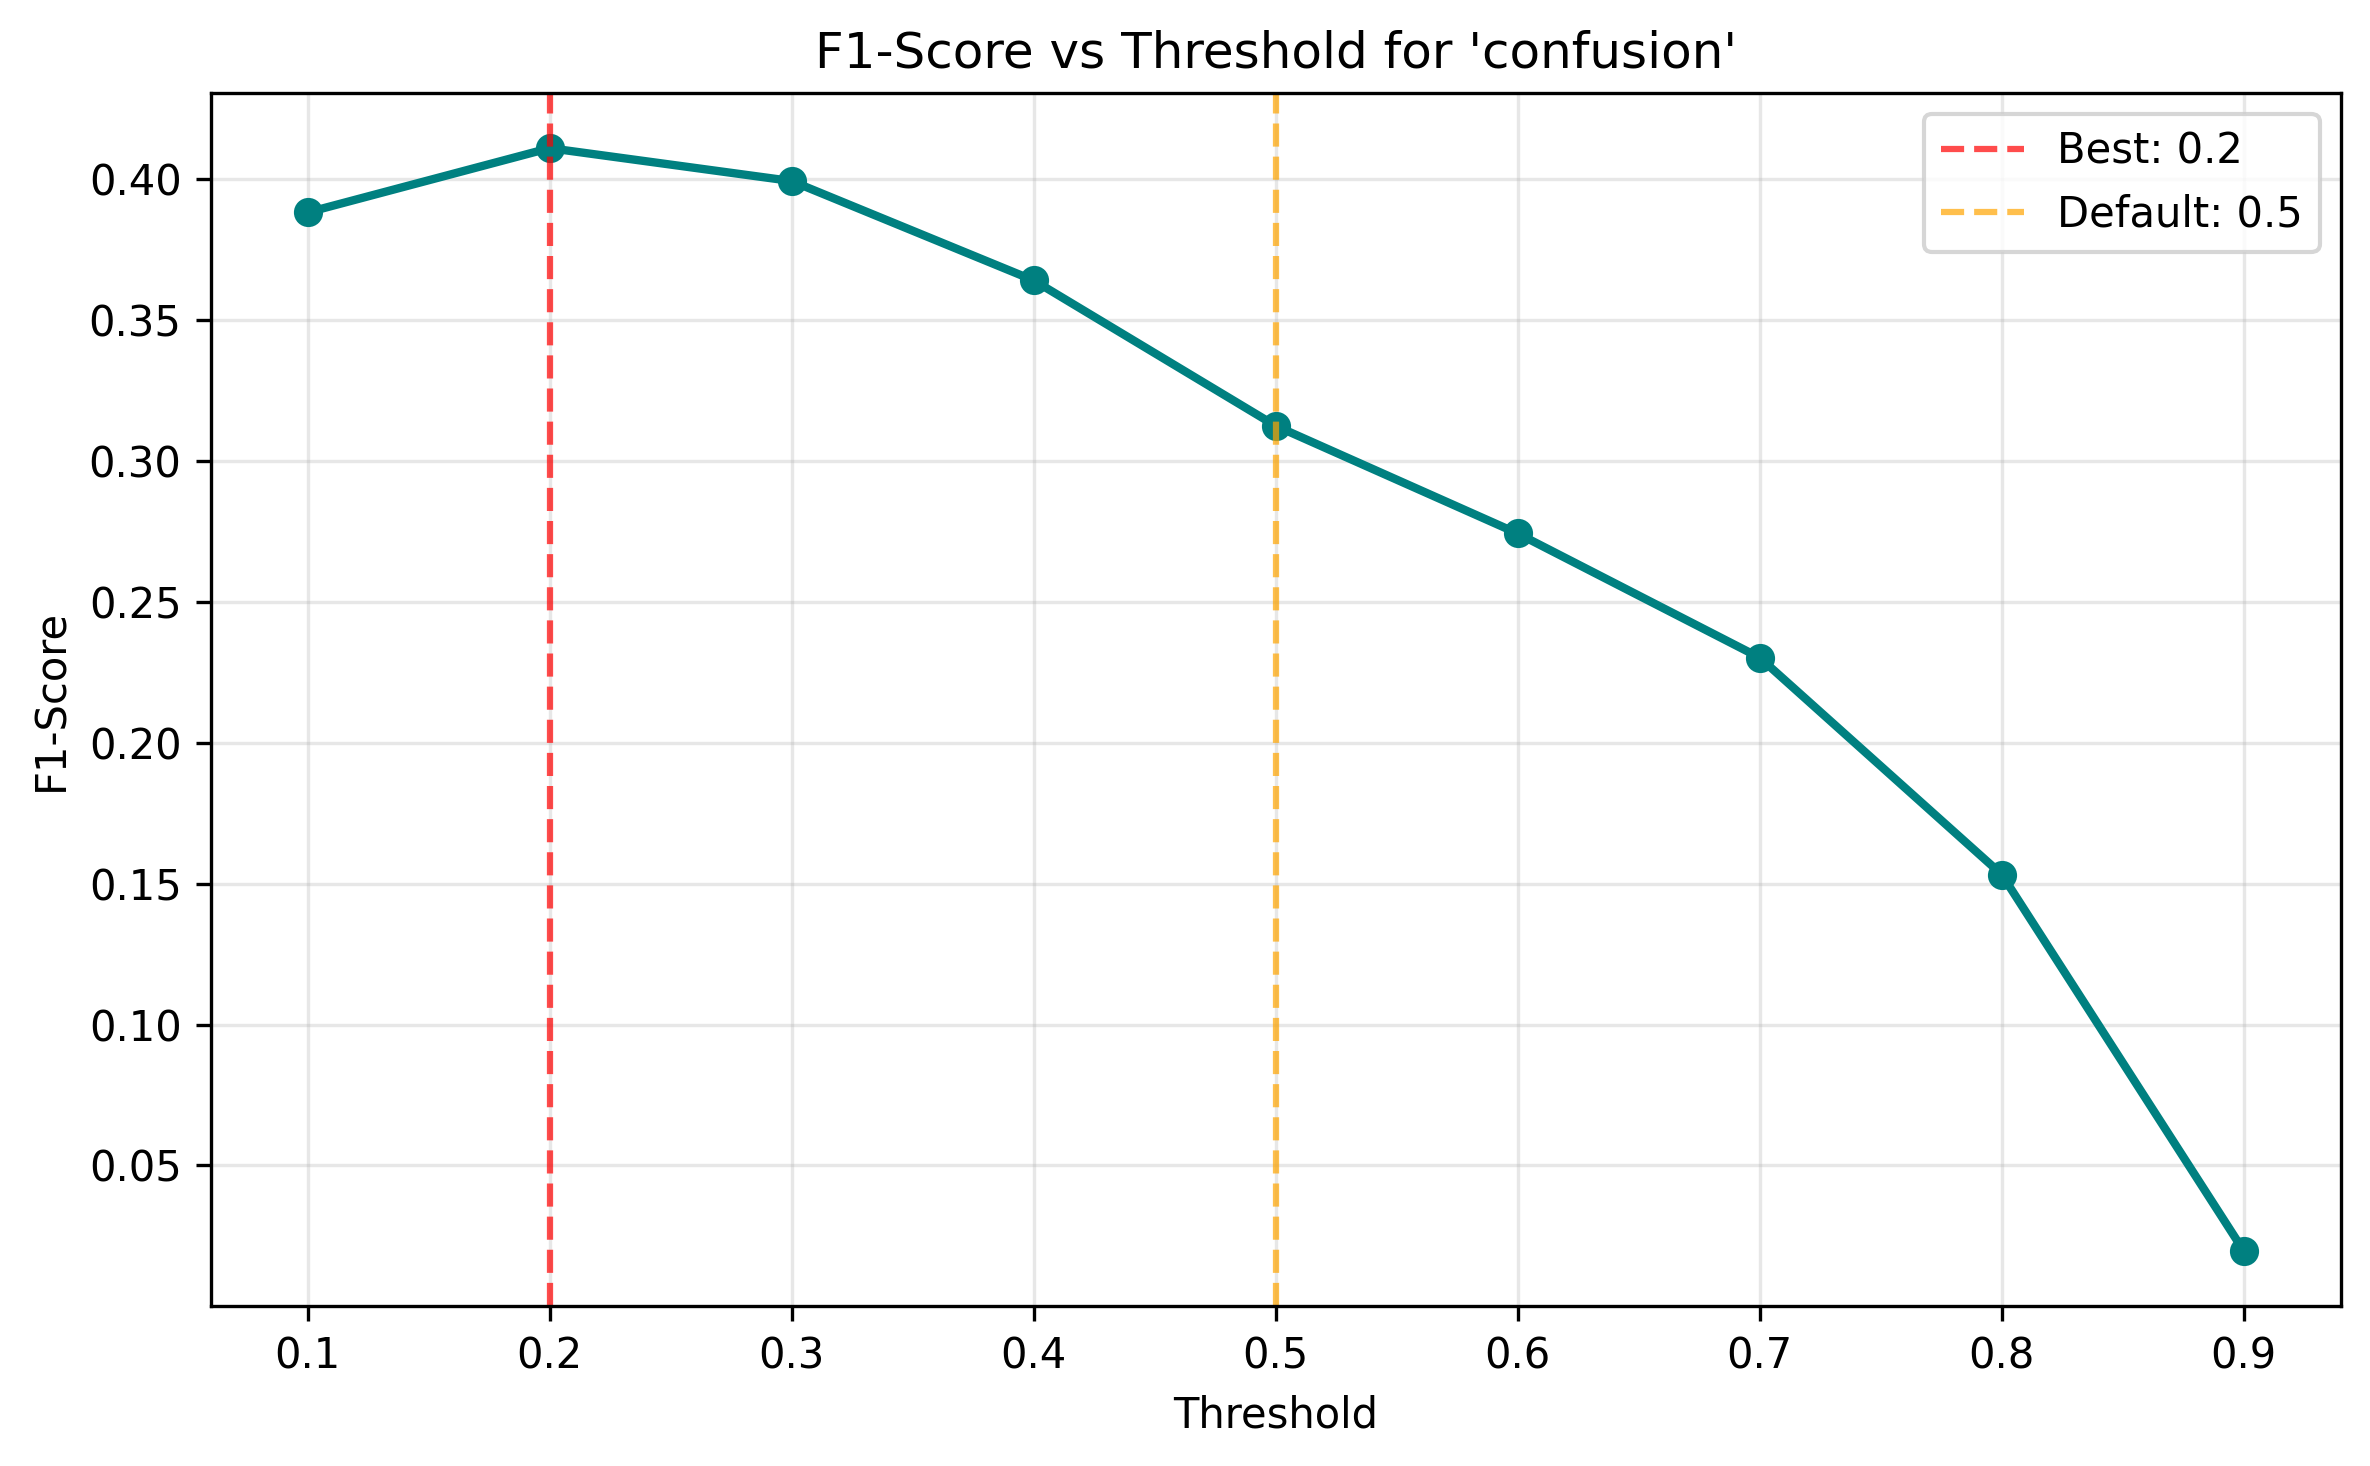 F1-Score vs Threshold for 'confusion'
Best: 0.2
Default: 0.5
F1-Score
0.40
0.35
0.30
0.25
0.20
0.15
0.10
0.05
0.1 0.2 0.3 0.4 0.5 0.6 0.7 0.8 0.9
Threshold